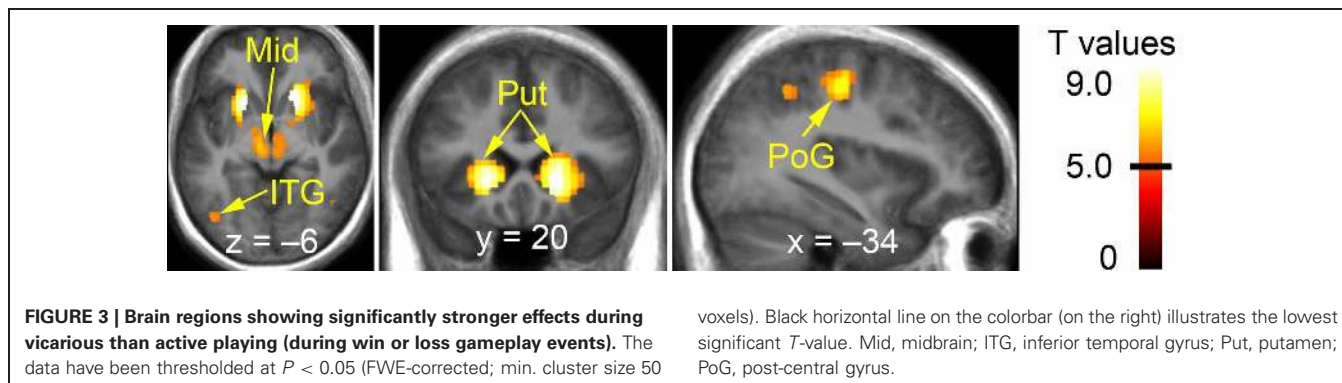 Mid
ITG
z = –6
Put
y = 20
PoG
x = –34
T values
9.0
5.0
0
FIGURE 3 | Brain regions showing significantly stronger effects during
vicarious than active playing (during win or loss gameplay events). The
data have been thresholded at P < 0.05 (FWE-corrected; min. cluster size 50
voxels). Black horizontal line on the colorbar (on the right) illustrates the lowest
significant T-value. Mid, midbrain; ITG, inferior temporal gyrus; Put, putamen;
PoG, post-central gyrus.